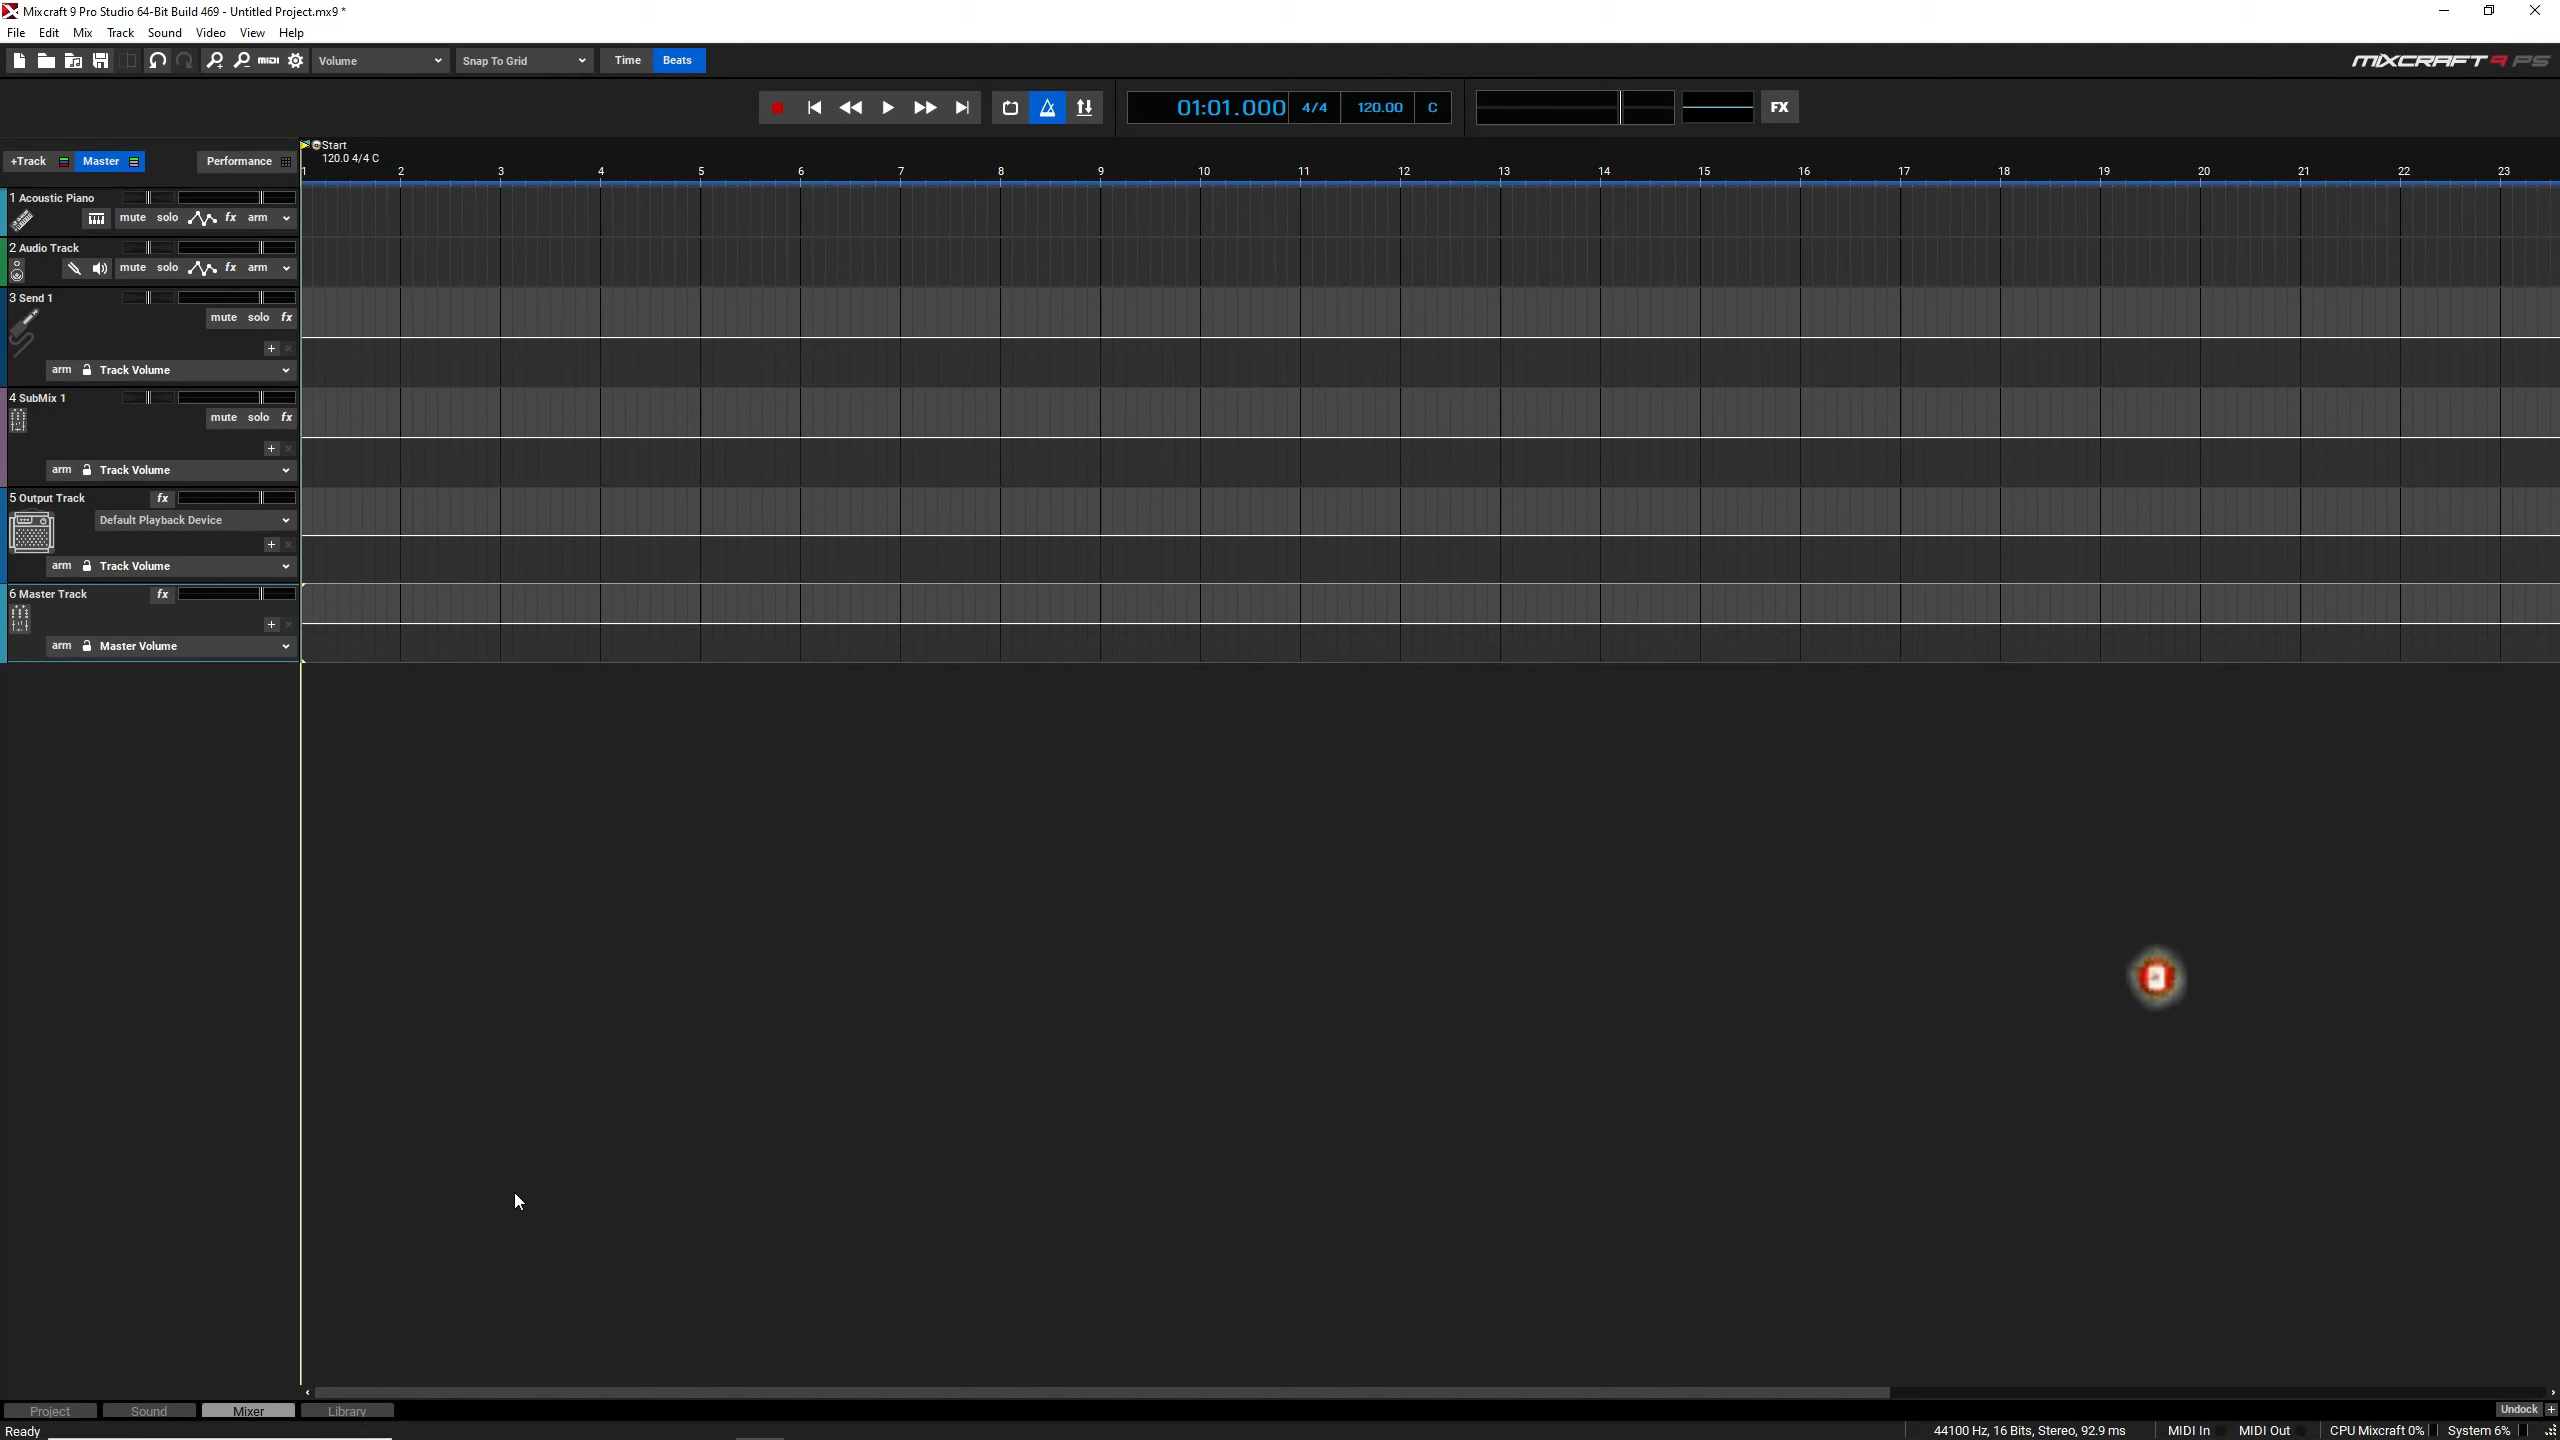 Mixcraft 9 Pro Studio 64-Bit Build 469 - Untitled Project.mx9 *
File Edit Mix Track Sound Video View Help
MIDI Volume Snap To Grid Time Beats MIXCRAFT 9 PS
01:01.000 4/4 120.00 C FX
+Track Master Performance
Start
120.0 4/4 C
1 2 3 4 5 6 7 8 9 10 11 12 13 14 15 16 17 18 19 20 21 22 23
1 Acoustic Piano
mute solo fx arm
2 Audio Track
mute solo fx arm
3 Send 1
mute solo fx
arm Track Volume
4 SubMix 1
mute solo fx
arm Track Volume
5 Output Track fx
Default Playback Device
arm Track Volume
6 Master Track fx
arm Master Volume
Project Sound Mixer Library Undock
Ready 44100 Hz, 16 Bits, Stereo, 92.9 ms MIDI In MIDI Out CPU Mixcraft 0% System 6%